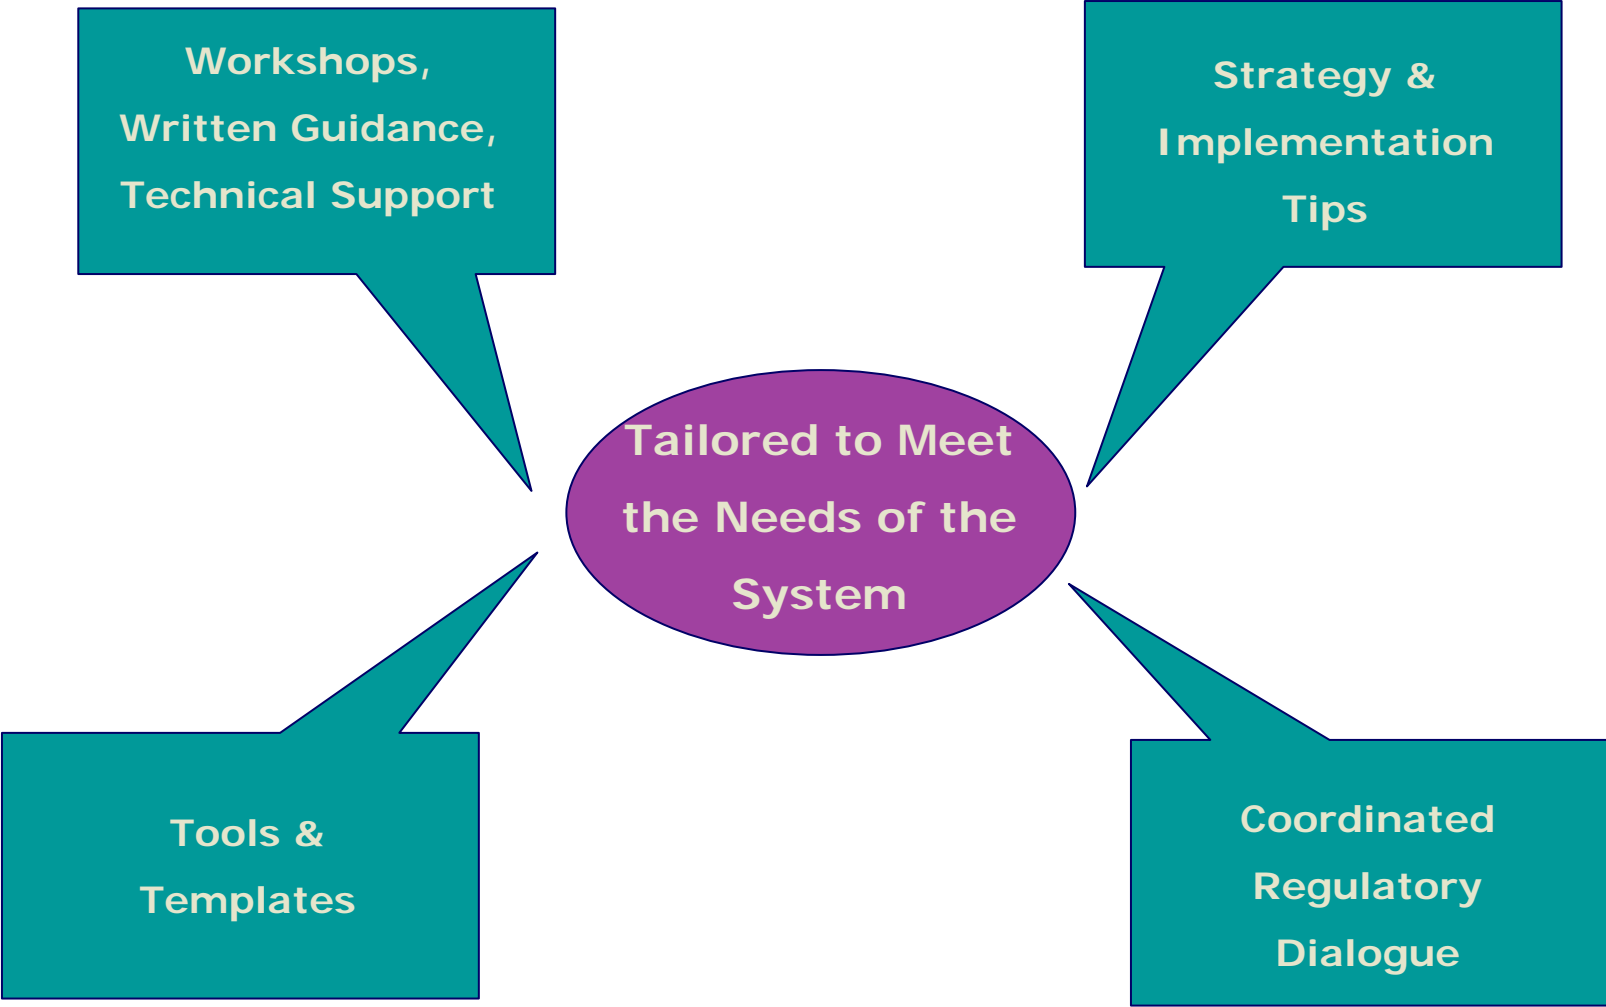 Workshops,
Written Guidance,
Technical Support
Strategy &
Implementation
Tips
Tailored to Meet
the Needs of the
System
Tools &
Templates
Coordinated
Regulatory
Dialogue